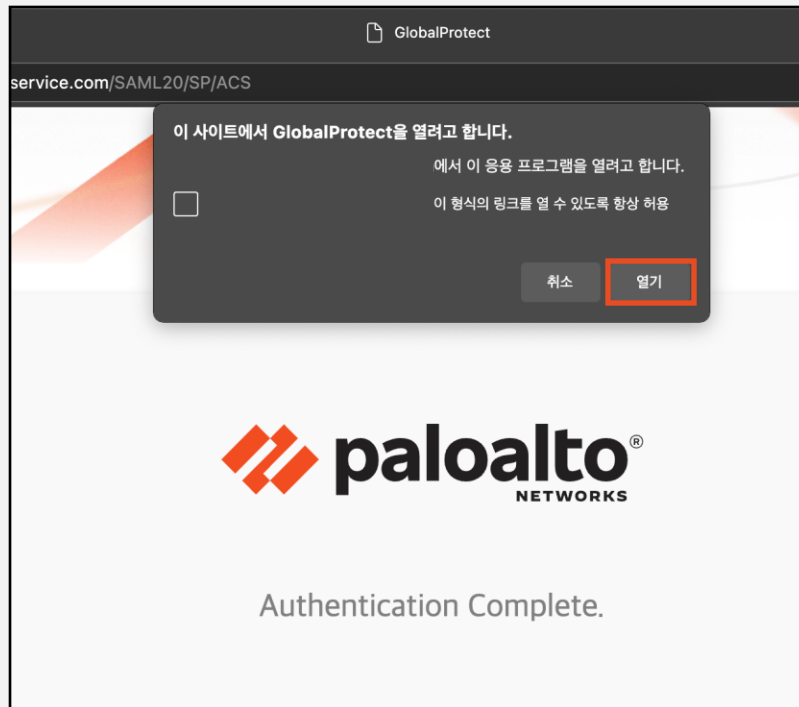 GlobalProtect
service.com/SAML20/SP/ACS
이 사이트에서 GlobalProtect을 열려고 합니다.
에서 이 응용 프로그램을 열려고 합니다.
이 형식의 링크를 열 수 있도록 항상 허용
취소 열기
paloalto®
NETWORKS
Authentication Complete.